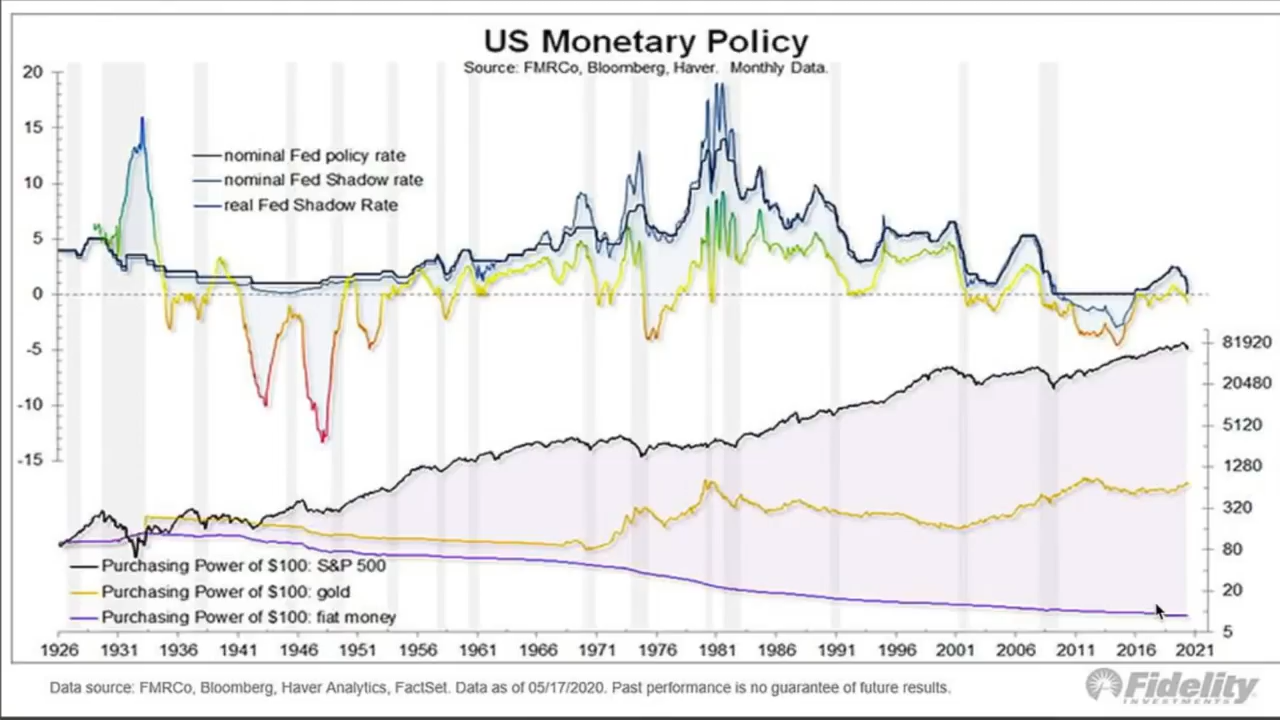 US Monetary Policy
Source: FMRCo, Bloomberg, Haver. Monthly Data.
20
15
10
5
0
-5
-10
-15
nominal Fed policy rate
nominal Fed Shadow rate
real Fed Shadow Rate
81920
20480
5120
1280
320
80
20
5
Purchasing Power of $100: S&P 500
Purchasing Power of $100: gold
Purchasing Power of $100: fiat money
1926 1931 1936 1941 1946 1951 1956 1961 1966 1971 1976 1981 1986 1991 1996 2001 2006 2011 2016 2021
Data source: FMRCo, Bloomberg, Haver Analytics, FactSet. Data as of 05/17/2020. Past performance is no guarantee of future results.
Fidelity
INVESTMENTS